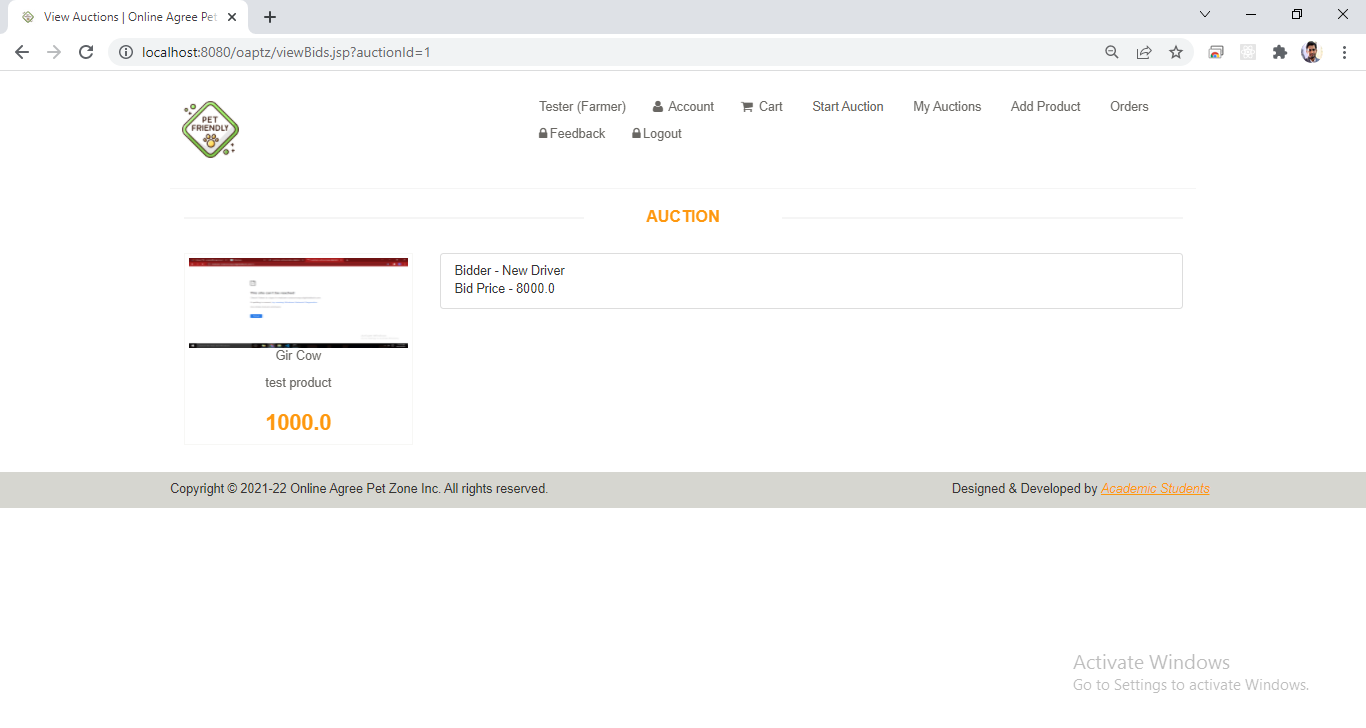 View Auctions | Online Agree Pet
localhost:8080/oaptz/viewBids.jsp?auctionId=1
PET
FRIENDLY
Tester (Farmer) Account Cart Start Auction My Auctions Add Product Orders
Feedback Logout
AUCTION
Bidder - New Driver
Bid Price - 8000.0
Gir Cow
test product
1000.0
Copyright © 2021-22 Online Agree Pet Zone Inc. All rights reserved. Designed & Developed by Academic Students
Activate Windows
Go to Settings to activate Windows.